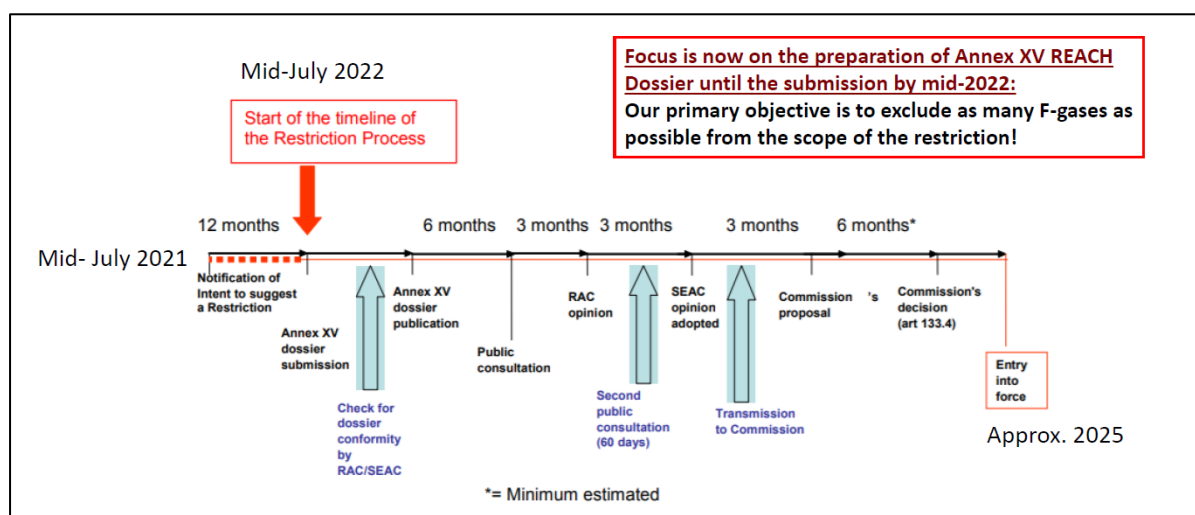 Mid-July 2022
Start of the timeline of
the Restriction Process
Focus is now on the preparation of Annex XV REACH
Dossier until the submission by mid-2022:
Our primary objective is to exclude as many F-gases as
possible from the scope of the restriction!
12 months
6 months
3 months
3 months
3 months
6 months*
Mid- July 2021
Notification of
Intent to suggest
a Restriction
Annex XV
dossier
submission
Check for
dossier
conformity
by
RAC/SEAC
Annex XV
dossier
publication
Public
consultation
RAC
opinion
Second
public
consultation
(60 days)
SEAC
opinion
adopted
Transmission
to Commission
Commission 's
proposal
Commission's
decision
(art 133.4)
Entry
into
force
Approx. 2025
*= Minimum estimated